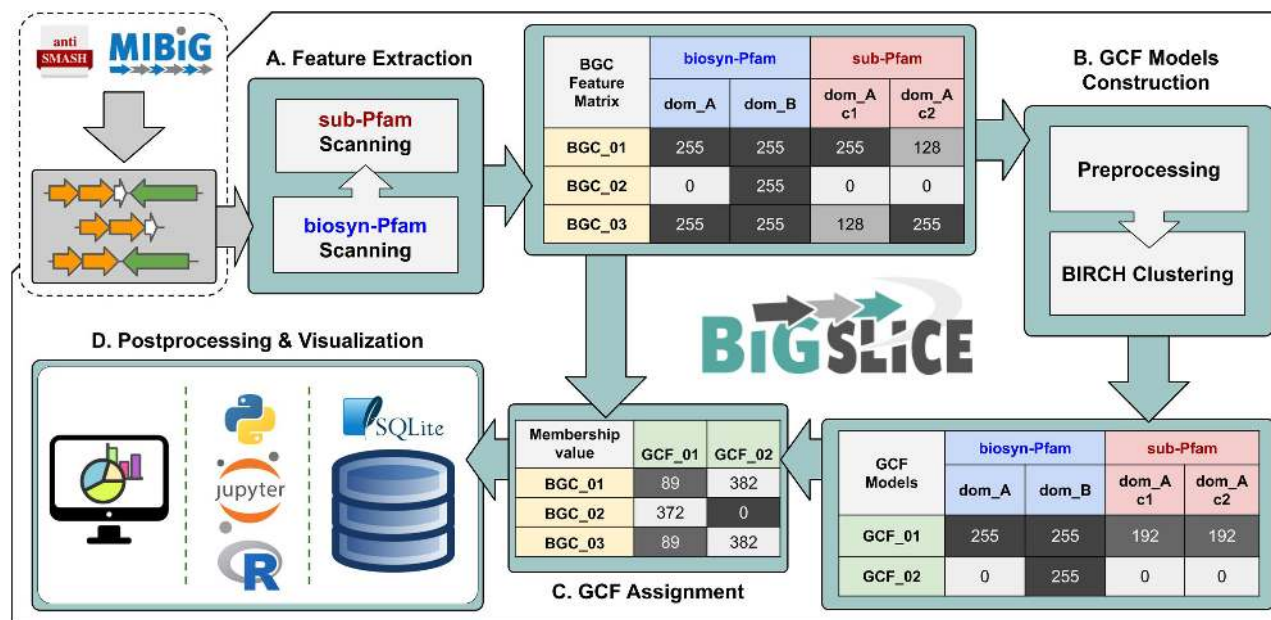 anti
SMASH
MIBiG
A. Feature Extraction
sub-Pfam
Scanning
biosyn-Pfam
Scanning
BGC
Feature
Matrix
biosyn-Pfam
sub-Pfam
dom_A
dom_B
dom_A
c1
dom_A
c2
BGC_01
255
255
255
128
BGC_02
0
255
0
0
BGC_03
255
255
128
255
B. GCF Models
Construction
Preprocessing
BIRCH Clustering
BiGSLiCE
D. Postprocessing & Visualization
jupyter
R
SQLite
Membership
value
GCF_01
GCF_02
BGC_01
89
382
BGC_02
372
0
BGC_03
89
382
C. GCF Assignment
GCF
Models
biosyn-Pfam
sub-Pfam
dom_A
dom_B
dom_A
c1
dom_A
c2
GCF_01
255
255
192
192
GCF_02
0
255
0
0